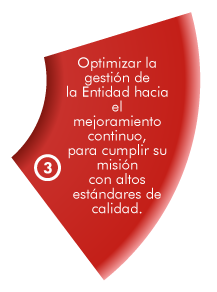 Optimizar la
gestión de
la Entidad hacia
el
mejoramiento
continuo,
para cumplir su
misión
con altos
estándares de
calidad.
3